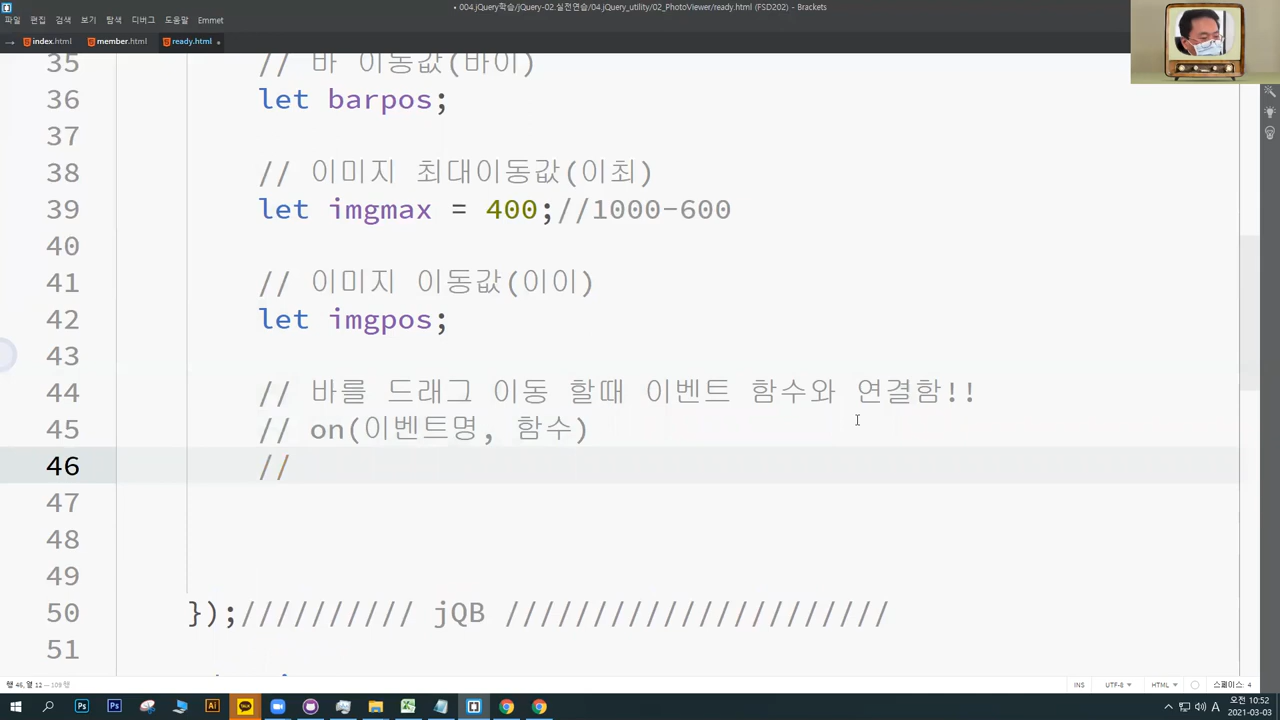 • 004.jQuery학습/jQuery-02.실전연습/04.jQuery_utility/02_PhotoViewer/ready.html (FSD202) - Brackets
파일 편집 검색 보기 탐색 디버그 도움말 Emmet
index.html member.html ready.html
35 // 바 이동값(바이)
36 let barpos;
37
38 // 이미지 최대이동값(이최)
39 let imgmax = 400;//1000-600
40
41 // 이미지 이동값(이이)
42 let imgpos;
43
44 // 바를 드래그 이동 할때 이벤트 함수와 연결함!!
45 // on(이벤트명, 함수)
46 //
47
48
49
50 });////////// jQB //////////////////////
51
행 46, 열 12 — 109 행 INS UTF-8 HTML 스페이스: 4
오전 10:52
2021-03-03